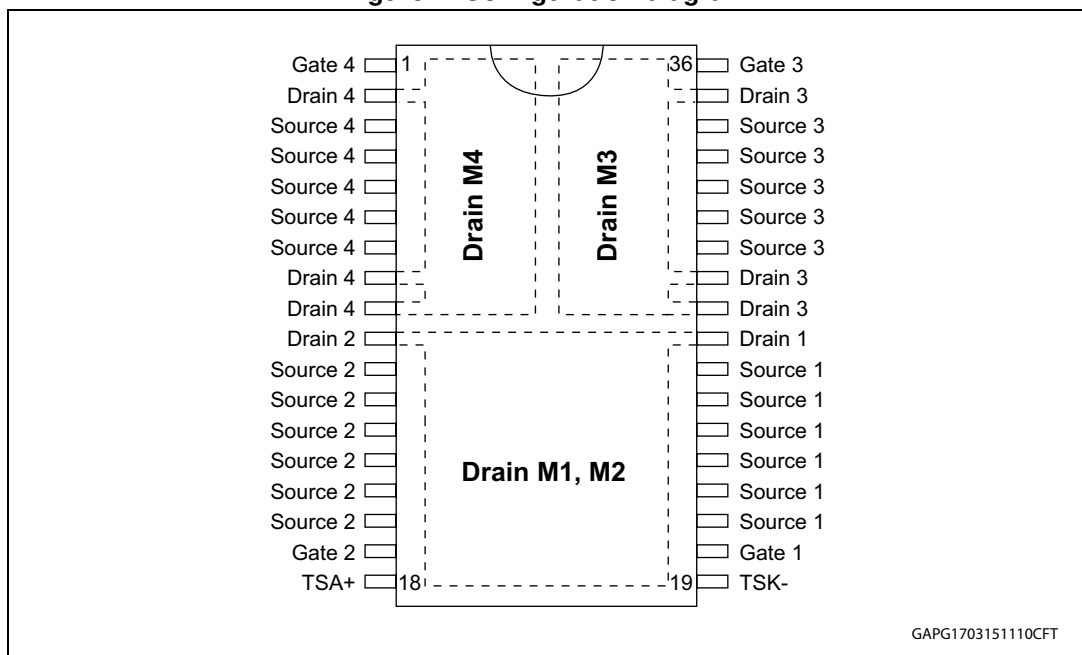 Gate 4 1 36 Gate 3
Drain 4 Drain 3
Source 4 Source 3
Source 4 Source 3
Source 4 Source 3
Source 4 Source 3
Source 4 Source 3
Drain M4 Drain M3
Drain 4 Drain 3
Drain 4 Drain 3
Drain 2 Drain 1
Source 2 Source 1
Source 2 Source 1
Source 2 Source 1
Source 2 Source 1
Drain M1, M2
Source 2 Source 1
Source 2 Source 1
Gate 2 Gate 1
TSA+ 18 19 TSK-
GAPG1703151110CFT